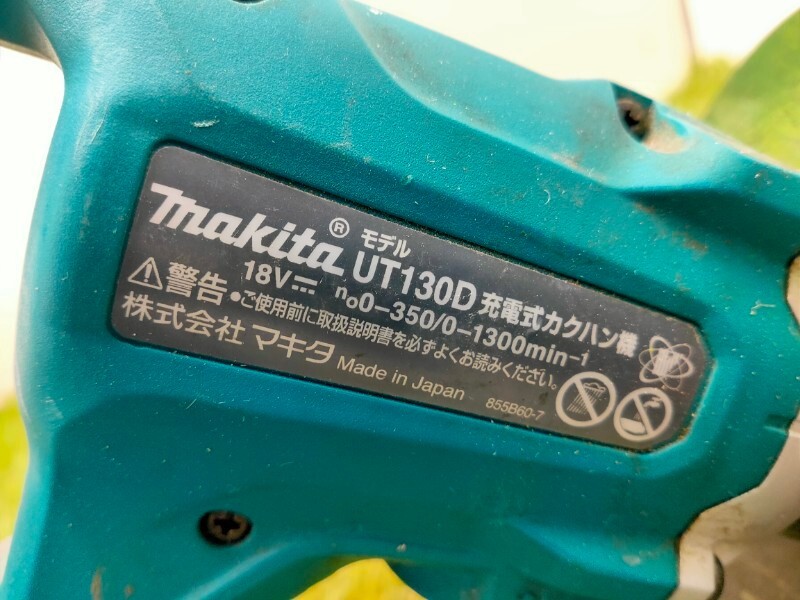 makita® モデル UT130D 充電式カクハン機
18V⎓ n₀0-350/0-1300min⁻¹
⚠警告・ご使用前に取扱説明書を必ずよくお読みください。
株式会社 マキタ Made in Japan 855B60-7